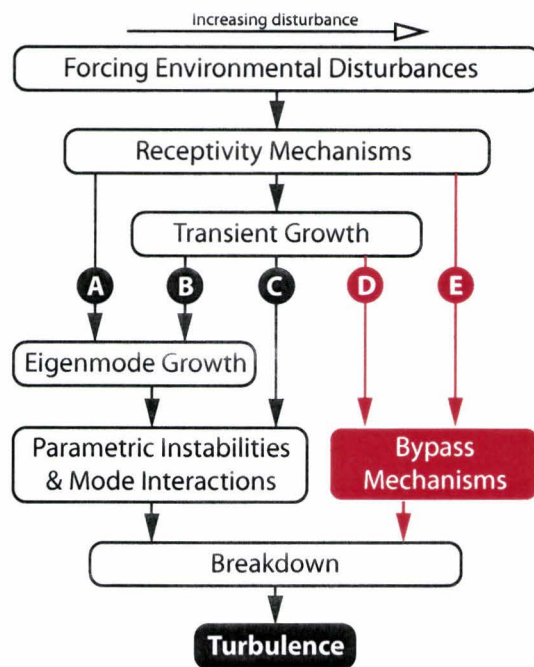 Increasing disturbance
Forcing Environmental Disturbances
Receptivity Mechanisms
Transient Growth
A B C D E
Eigenmode Growth
Parametric Instabilities
& Mode Interactions
Bypass
Mechanisms
Breakdown
Turbulence